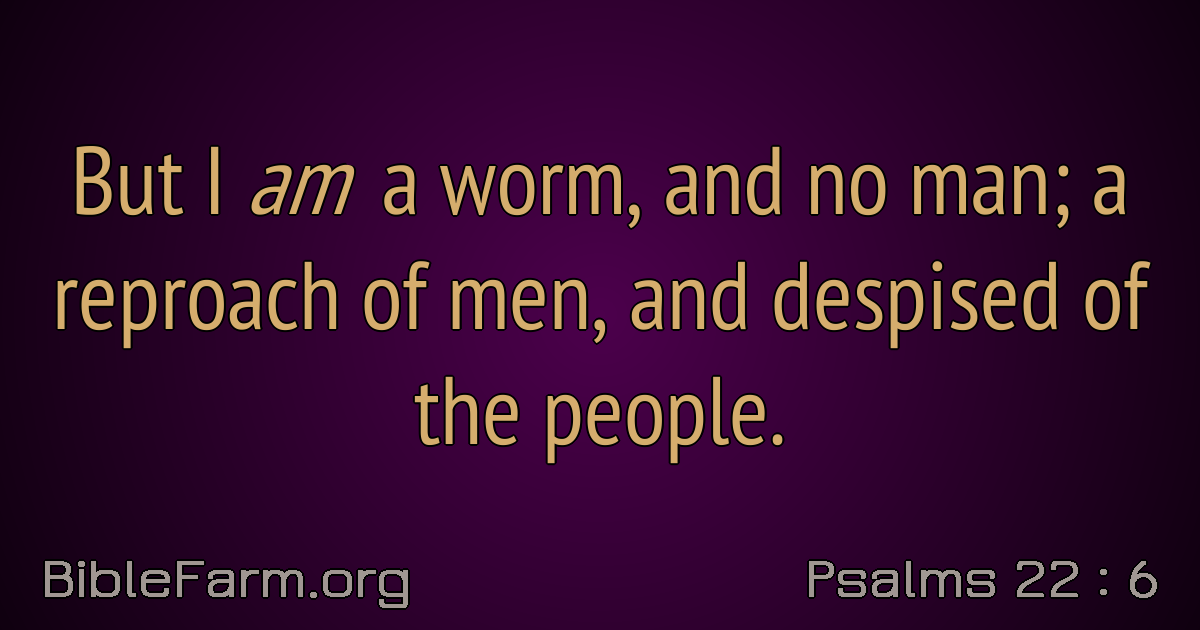 But I am a worm, and no man; a
reproach of men, and despised of
the people.
BibleFarm.org
Psalms 22 : 6